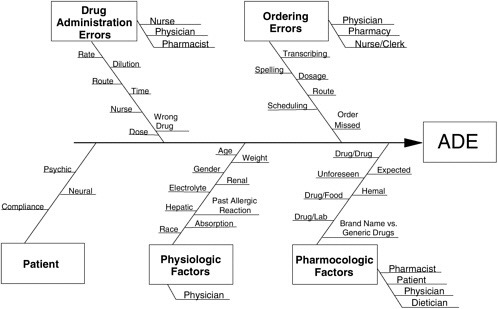 Drug
Administration
Errors
Nurse
Physician
Pharmacist
Ordering
Errors
Physician
Pharmacy
Nurse/Clerk
Rate
Dilution
Route
Time
Nurse
Wrong
Drug
Dose
Transcribing
Spelling
Dosage
Route
Scheduling
Order
Missed
ADE
Psychic
Neural
Compliance
Patient
Age
Weight
Gender
Renal
Electrolyte
Past Allergic
Reaction
Hepatic
Absorption
Race
Physiologic
Factors
Physician
Drug/Drug
Expected
Unforeseen
Hemal
Drug/Food
Drug/Lab
Brand Name vs.
Generic Drugs
Pharmocologic
Factors
Pharmacist
Patient
Physician
Dietician